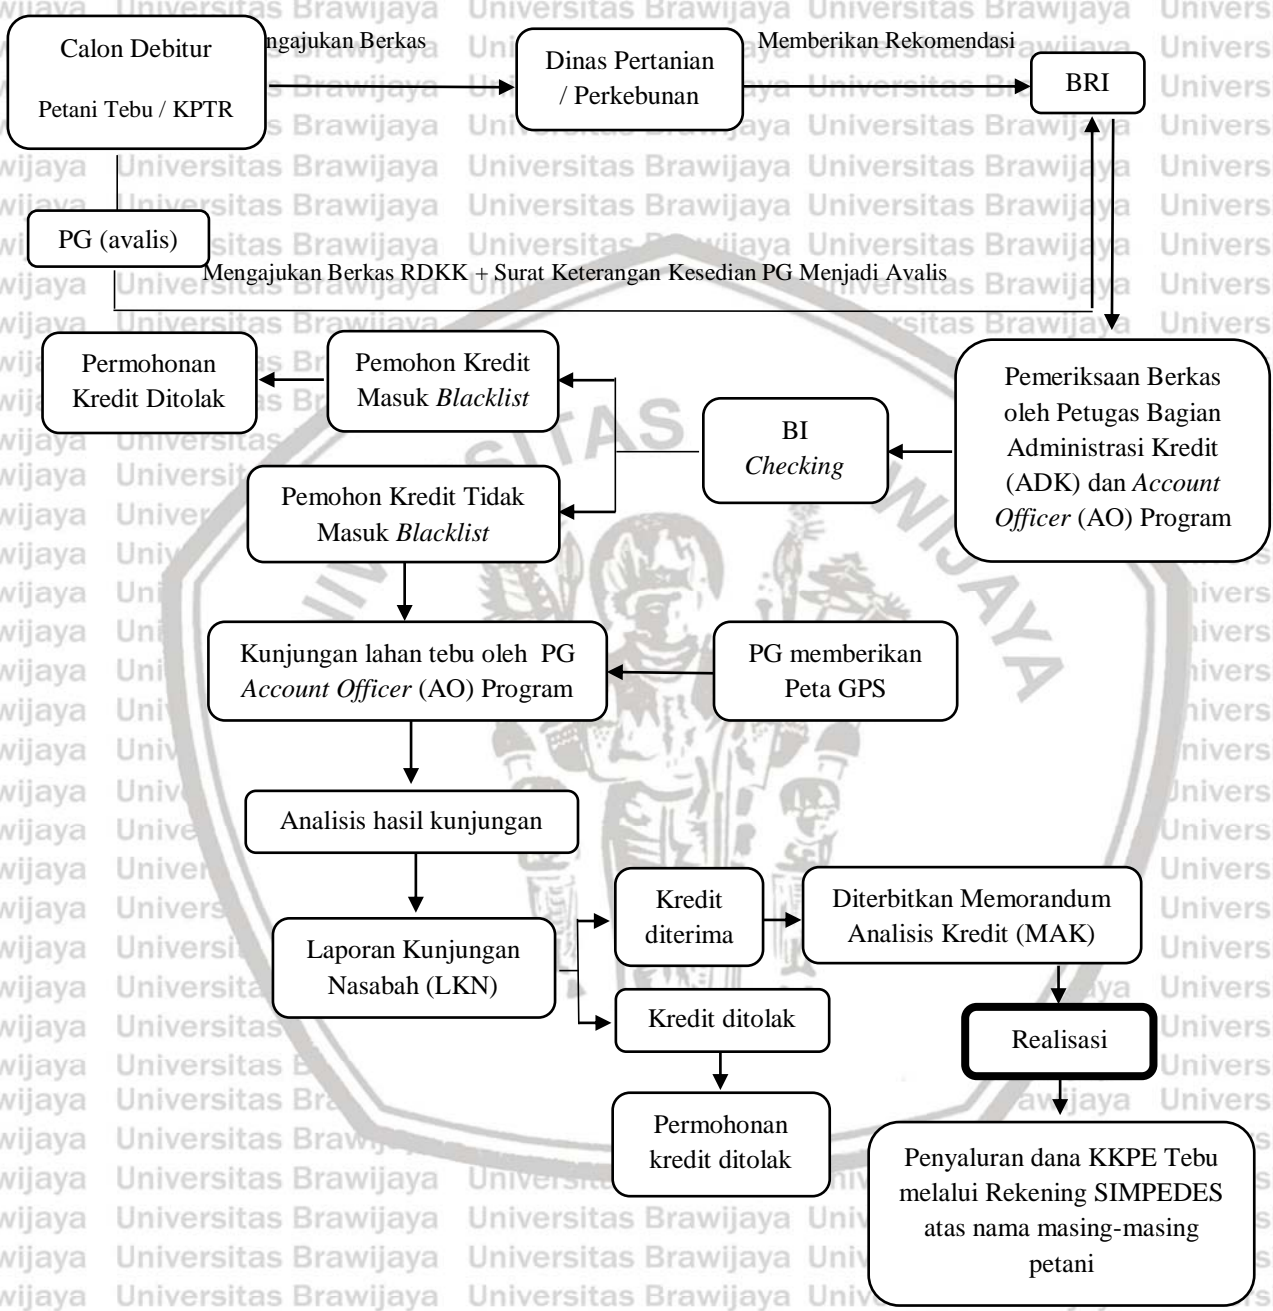 Calon Debitur
Petani Tebu / KPTR
ngajukan Berkas
Dinas Pertanian
/ Perkebunan
Memberikan Rekomendasi
BRI
PG (avalis)
Mengajukan Berkas RDKK + Surat Keterangan Kesedian PG Menjadi Avalis
Permohonan
Kredit Ditolak
Pemohon Kredit
Masuk Blacklist
BI
Checking
Pemeriksaan Berkas
oleh Petugas Bagian
Administrasi Kredit
(ADK) dan Account
Officer (AO) Program
Pemohon Kredit Tidak
Masuk Blacklist
Kunjungan lahan tebu oleh PG
Account Officer (AO) Program
PG memberikan
Peta GPS
Analisis hasil kunjungan
Laporan Kunjungan
Nasabah (LKN)
Kredit
diterima
Diterbitkan Memorandum
Analisis Kredit (MAK)
Kredit ditolak
Realisasi
Permohonan
kredit ditolak
Penyaluran dana KKPE Tebu
melalui Rekening SIMPEDES
atas nama masing-masing
petani